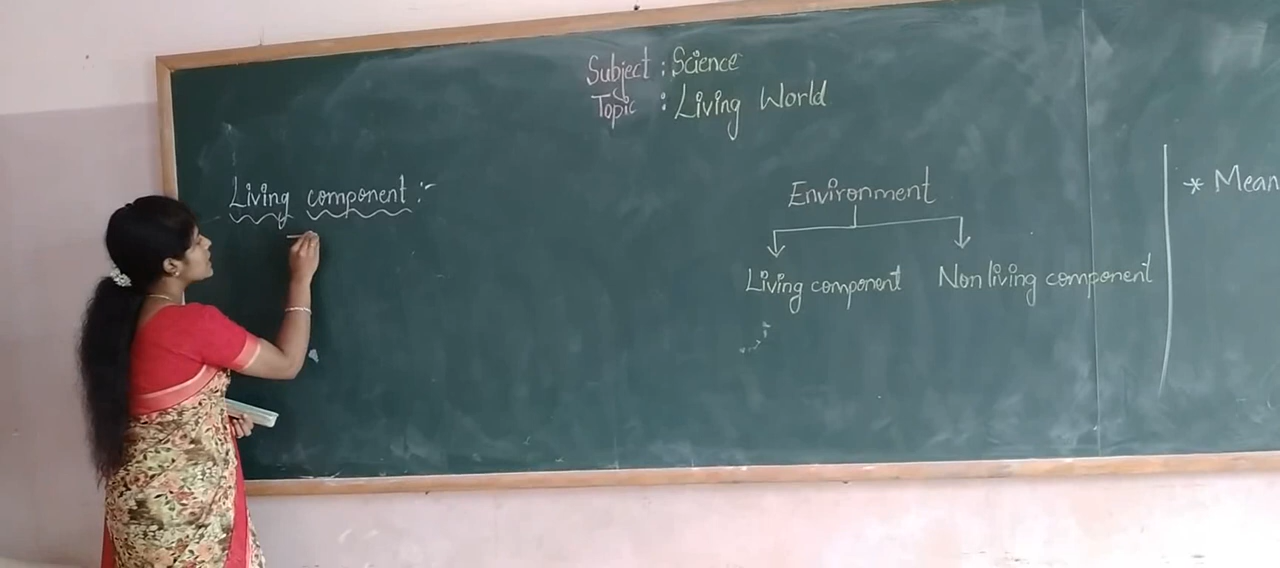 Subject : Science
Topic : Living World
Living component :-
Environment
Living component
Non living component
* Mean